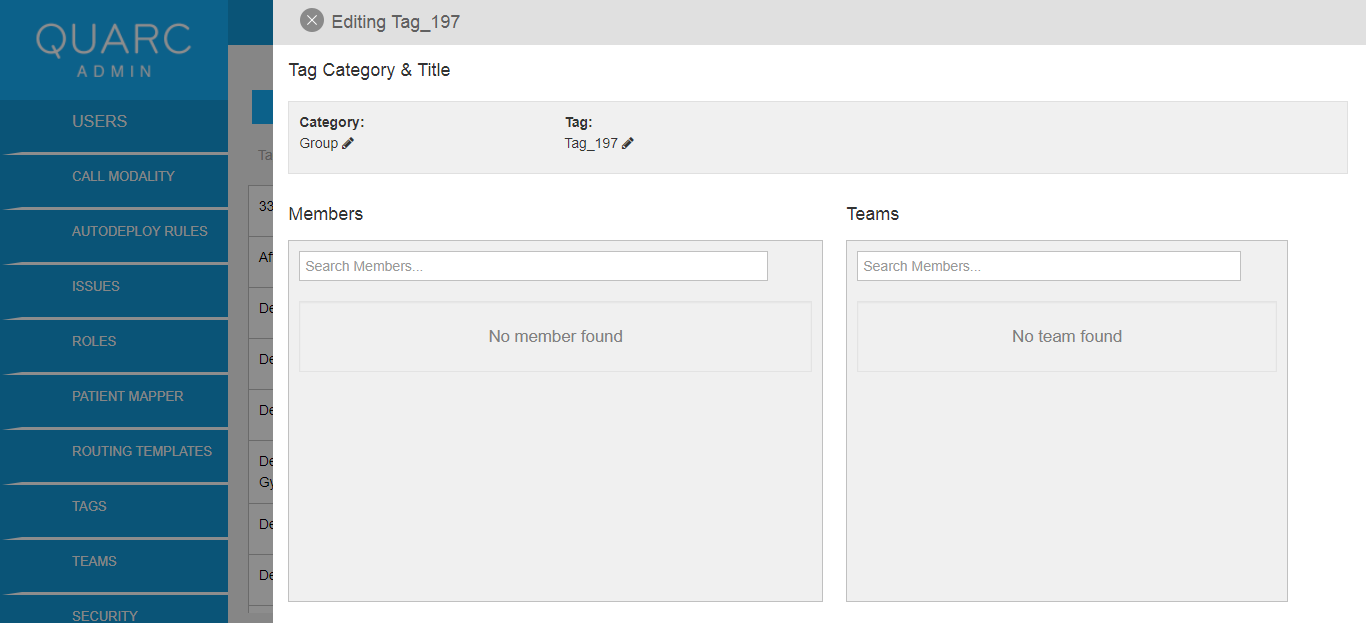 QUARC
ADMIN
USERS
CALL MODALITY
AUTODEPLOY RULES
ISSUES
ROLES
PATIENT MAPPER
ROUTING TEMPLATES
TAGS
TEAMS
SECURITY
Ta
33
Af
De
De
De
De
Gy
De
De
Editing Tag_197
Tag Category & Title
Category: Tag:
Group Tag_197
Members Teams
Search Members... Search Members...
No member found No team found